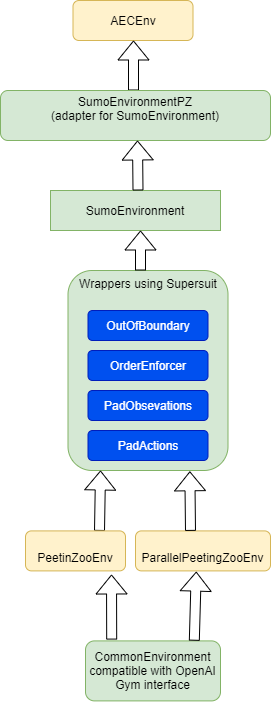 AECEnv
SumoEnvironmentPZ
(adapter for SumoEnvironment)
SumoEnvironment
Wrappers using Supersuit
OutOfBoundary
OrderEnforcer
PadObsevations
PadActions
PeetinZooEnv
ParallelPeetingZooEnv
CommonEnvironment
compatible with OpenAI
Gym interface